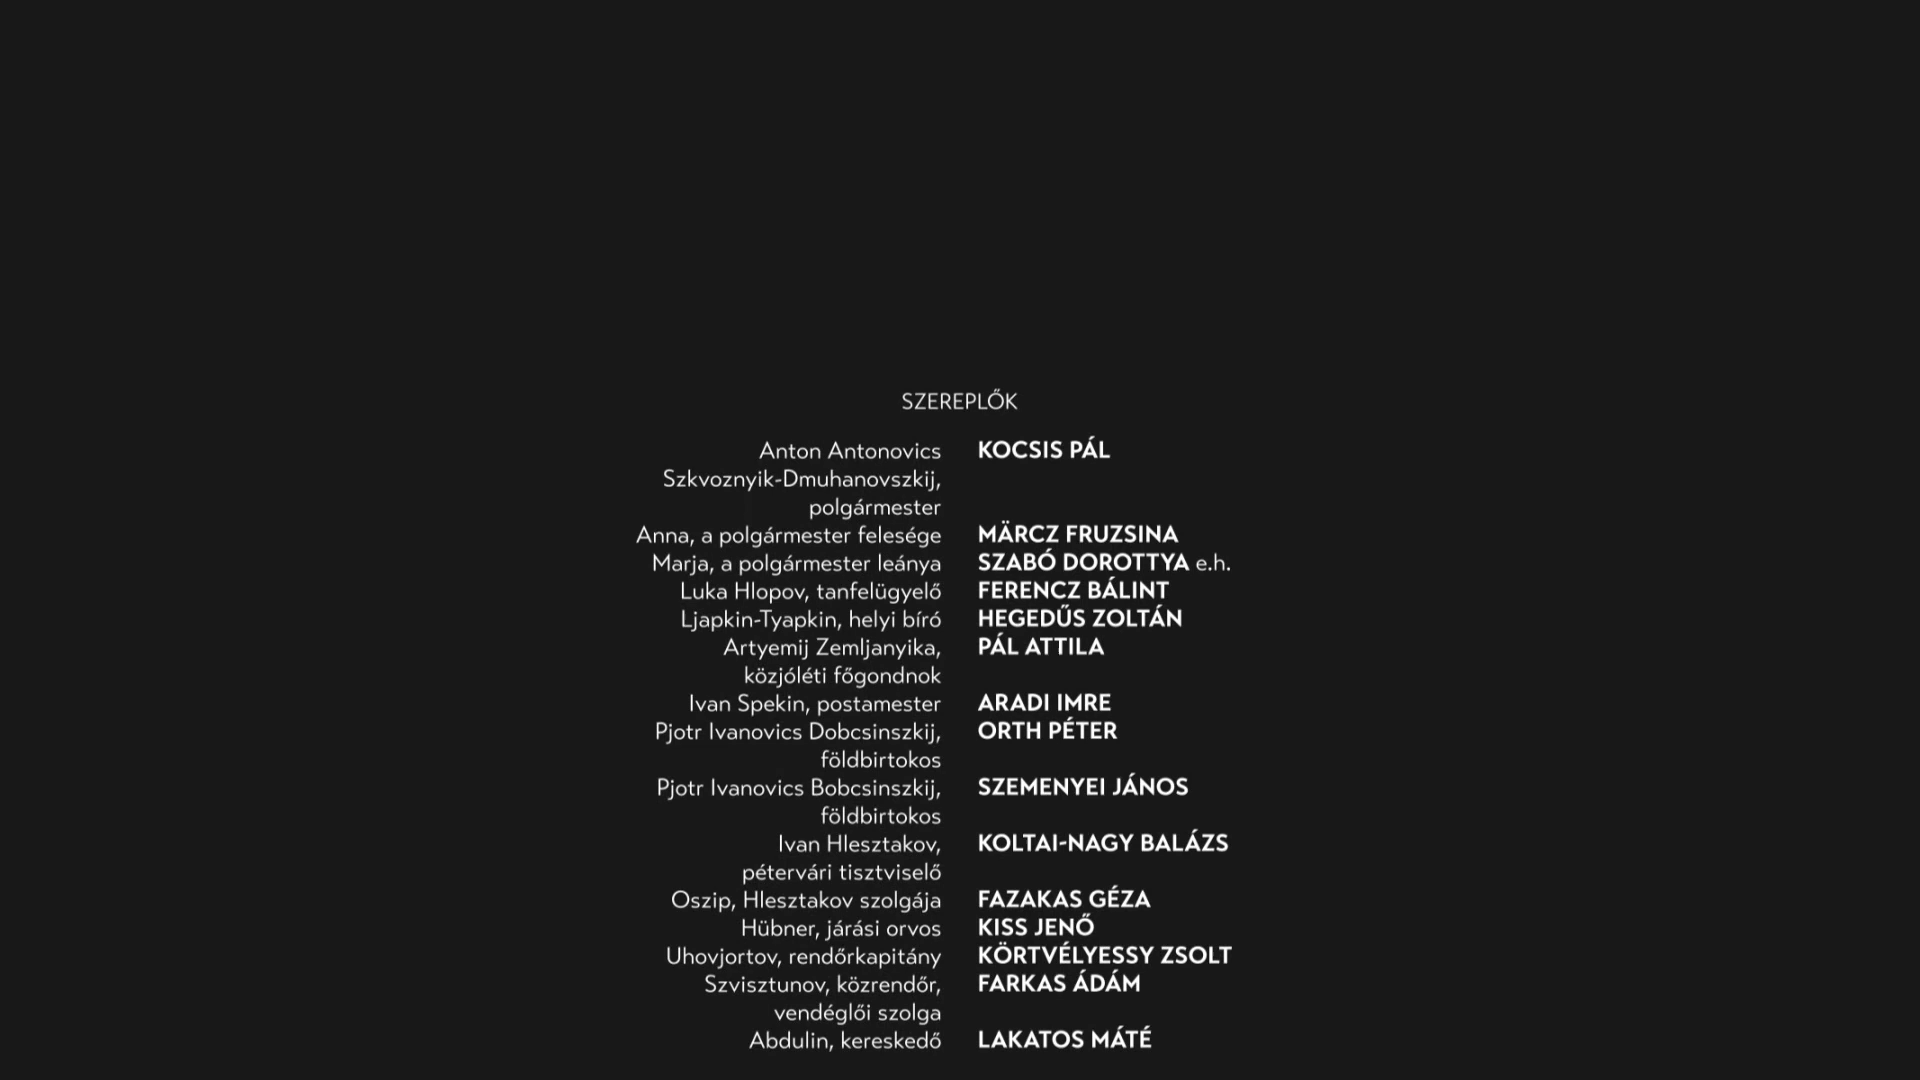 SZEREPLŐK
Anton Antonovics KOCSIS PÁL
Szkvoznyik-Dmuhanovszkij,
polgármester
Anna, a polgármester felesége MÄRCZ FRUZSINA
Marja, a polgármester leánya SZABÓ DOROTTYA e.h.
Luka Hlopov, tanfelügyelő FERENCZ BÁLINT
Ljapkin-Tyapkin, helyi bíró HEGEDŰS ZOLTÁN
Artyemij Zemljanyika, PÁL ATTILA
közjóléti főgondnok
Ivan Spekin, postamester ARADI IMRE
Pjotr Ivanovics Dobcsinszkij, ORTH PÉTER
földbirtokos
Pjotr Ivanovics Bobcsinszkij, SZEMENYEI JÁNOS
földbirtokos
Ivan Hlesztakov, KOLTAI-NAGY BALÁZS
pétervári tisztviselő
Oszip, Hlesztakov szolgája FAZAKAS GÉZA
Hübner, járási orvos KISS JENŐ
Uhovjortov, rendőrkapitány KÖRTVÉLYESSY ZSOLT
Szvisztunov, közrendőr, FARKAS ÁDÁM
vendéglői szolga
Abdulin, kereskedő LAKATOS MÁTÉ